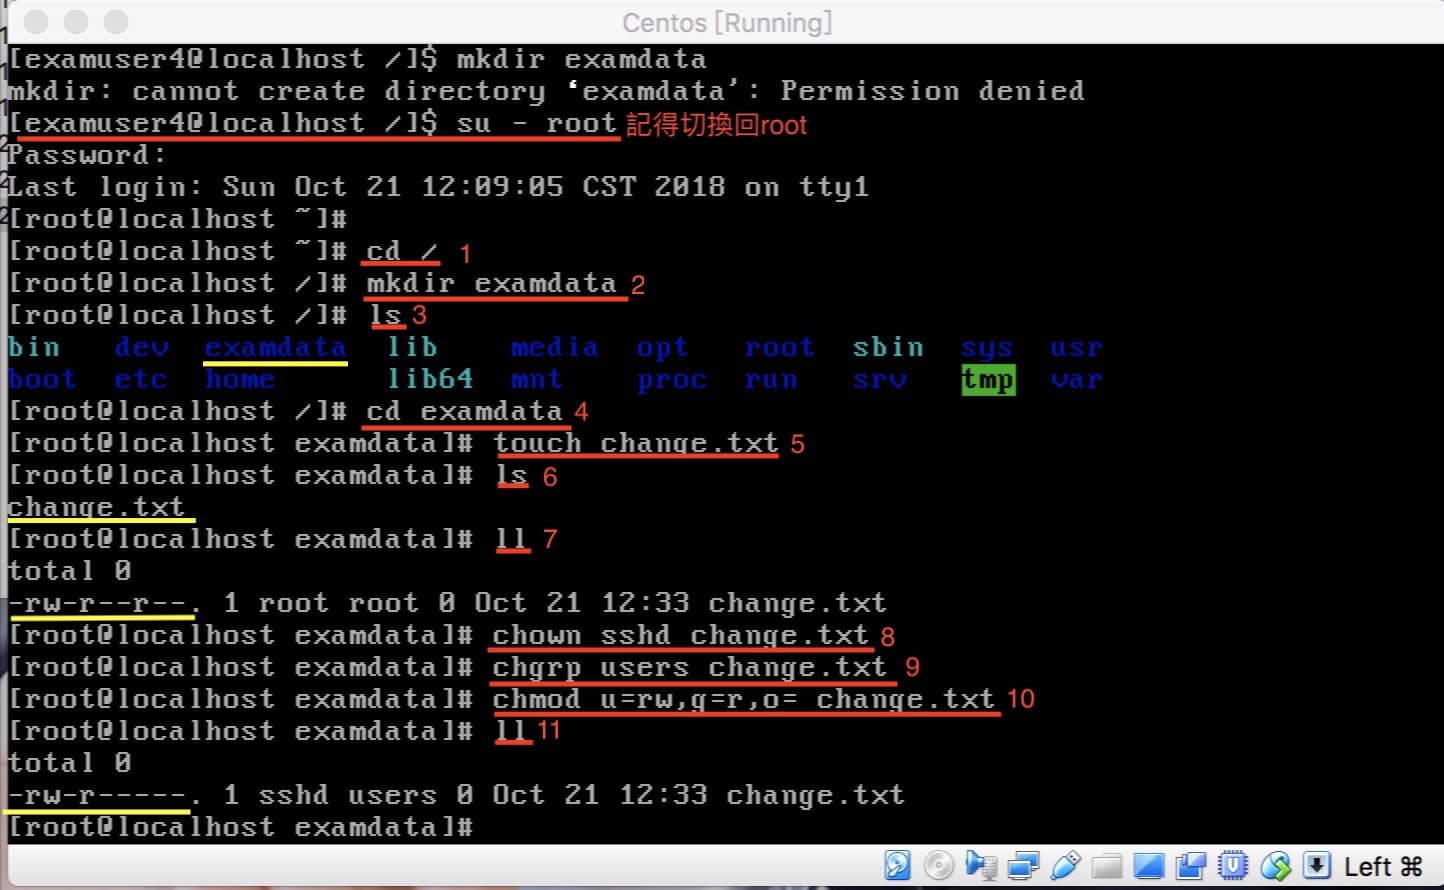 Centos [Running]
[examuser4@localhost /]$ mkdir examdata
mkdir: cannot create directory ‘examdata’: Permission denied
[examuser4@localhost /]$ su - root 記得切換回root
Password:
Last login: Sun Oct 21 12:09:05 CST 2018 on tty1
[root@localhost ~]#
[root@localhost ~]# cd / 1
[root@localhost /]# mkdir examdata 2
[root@localhost /]# ls 3
bin dev examdata lib media opt root sbin sys usr
boot etc home lib64 mnt proc run srv tmp var
[root@localhost /]# cd examdata 4
[root@localhost examdata]# touch change.txt 5
[root@localhost examdata]# ls 6
change.txt
[root@localhost examdata]# ll 7
total 0
-rw-r--r--. 1 root root 0 Oct 21 12:33 change.txt
[root@localhost examdata]# chown sshd change.txt 8
[root@localhost examdata]# chgrp users change.txt 9
[root@localhost examdata]# chmod u=rw,g=r,o= change.txt 10
[root@localhost examdata]# ll 11
total 0
-rw-r-----. 1 sshd users 0 Oct 21 12:33 change.txt
[root@localhost examdata]#
Left ⌘